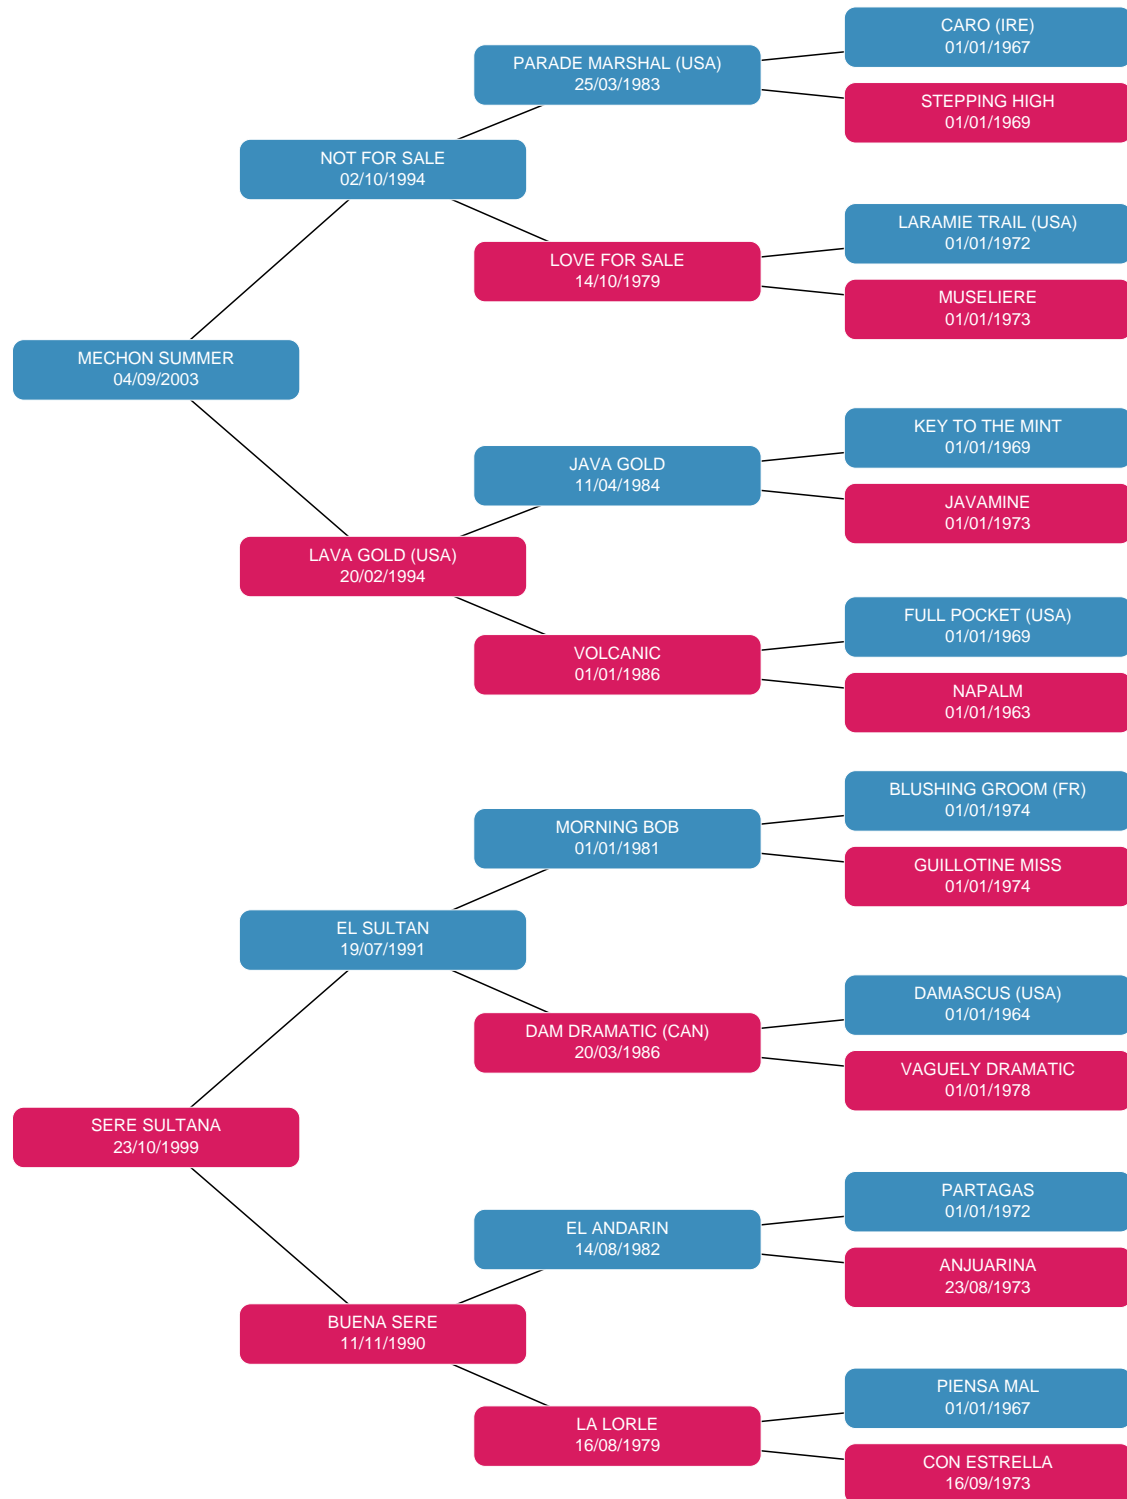 CARO (IRE)
01/01/1967
PARADE MARSHAL (USA)
25/03/1983
STEPPING HIGH
01/01/1969
NOT FOR SALE
02/10/1994
LARAMIE TRAIL (USA)
01/01/1972
LOVE FOR SALE
14/10/1979
MUSELIERE
01/01/1973
MECHON SUMMER
04/09/2003
KEY TO THE MINT
01/01/1969
JAVA GOLD
11/04/1984
JAVAMINE
01/01/1973
LAVA GOLD (USA)
20/02/1994
FULL POCKET (USA)
01/01/1969
VOLCANIC
01/01/1986
NAPALM
01/01/1963
BLUSHING GROOM (FR)
01/01/1974
MORNING BOB
01/01/1981
GUILLOTINE MISS
01/01/1974
EL SULTAN
19/07/1991
DAMASCUS (USA)
01/01/1964
DAM DRAMATIC (CAN)
20/03/1986
VAGUELY DRAMATIC
01/01/1978
SERE SULTANA
23/10/1999
PARTAGAS
01/01/1972
EL ANDARIN
14/08/1982
ANJUARINA
23/08/1973
BUENA SERE
11/11/1990
PIENSA MAL
01/01/1967
LA LORLE
16/08/1979
CON ESTRELLA
16/09/1973